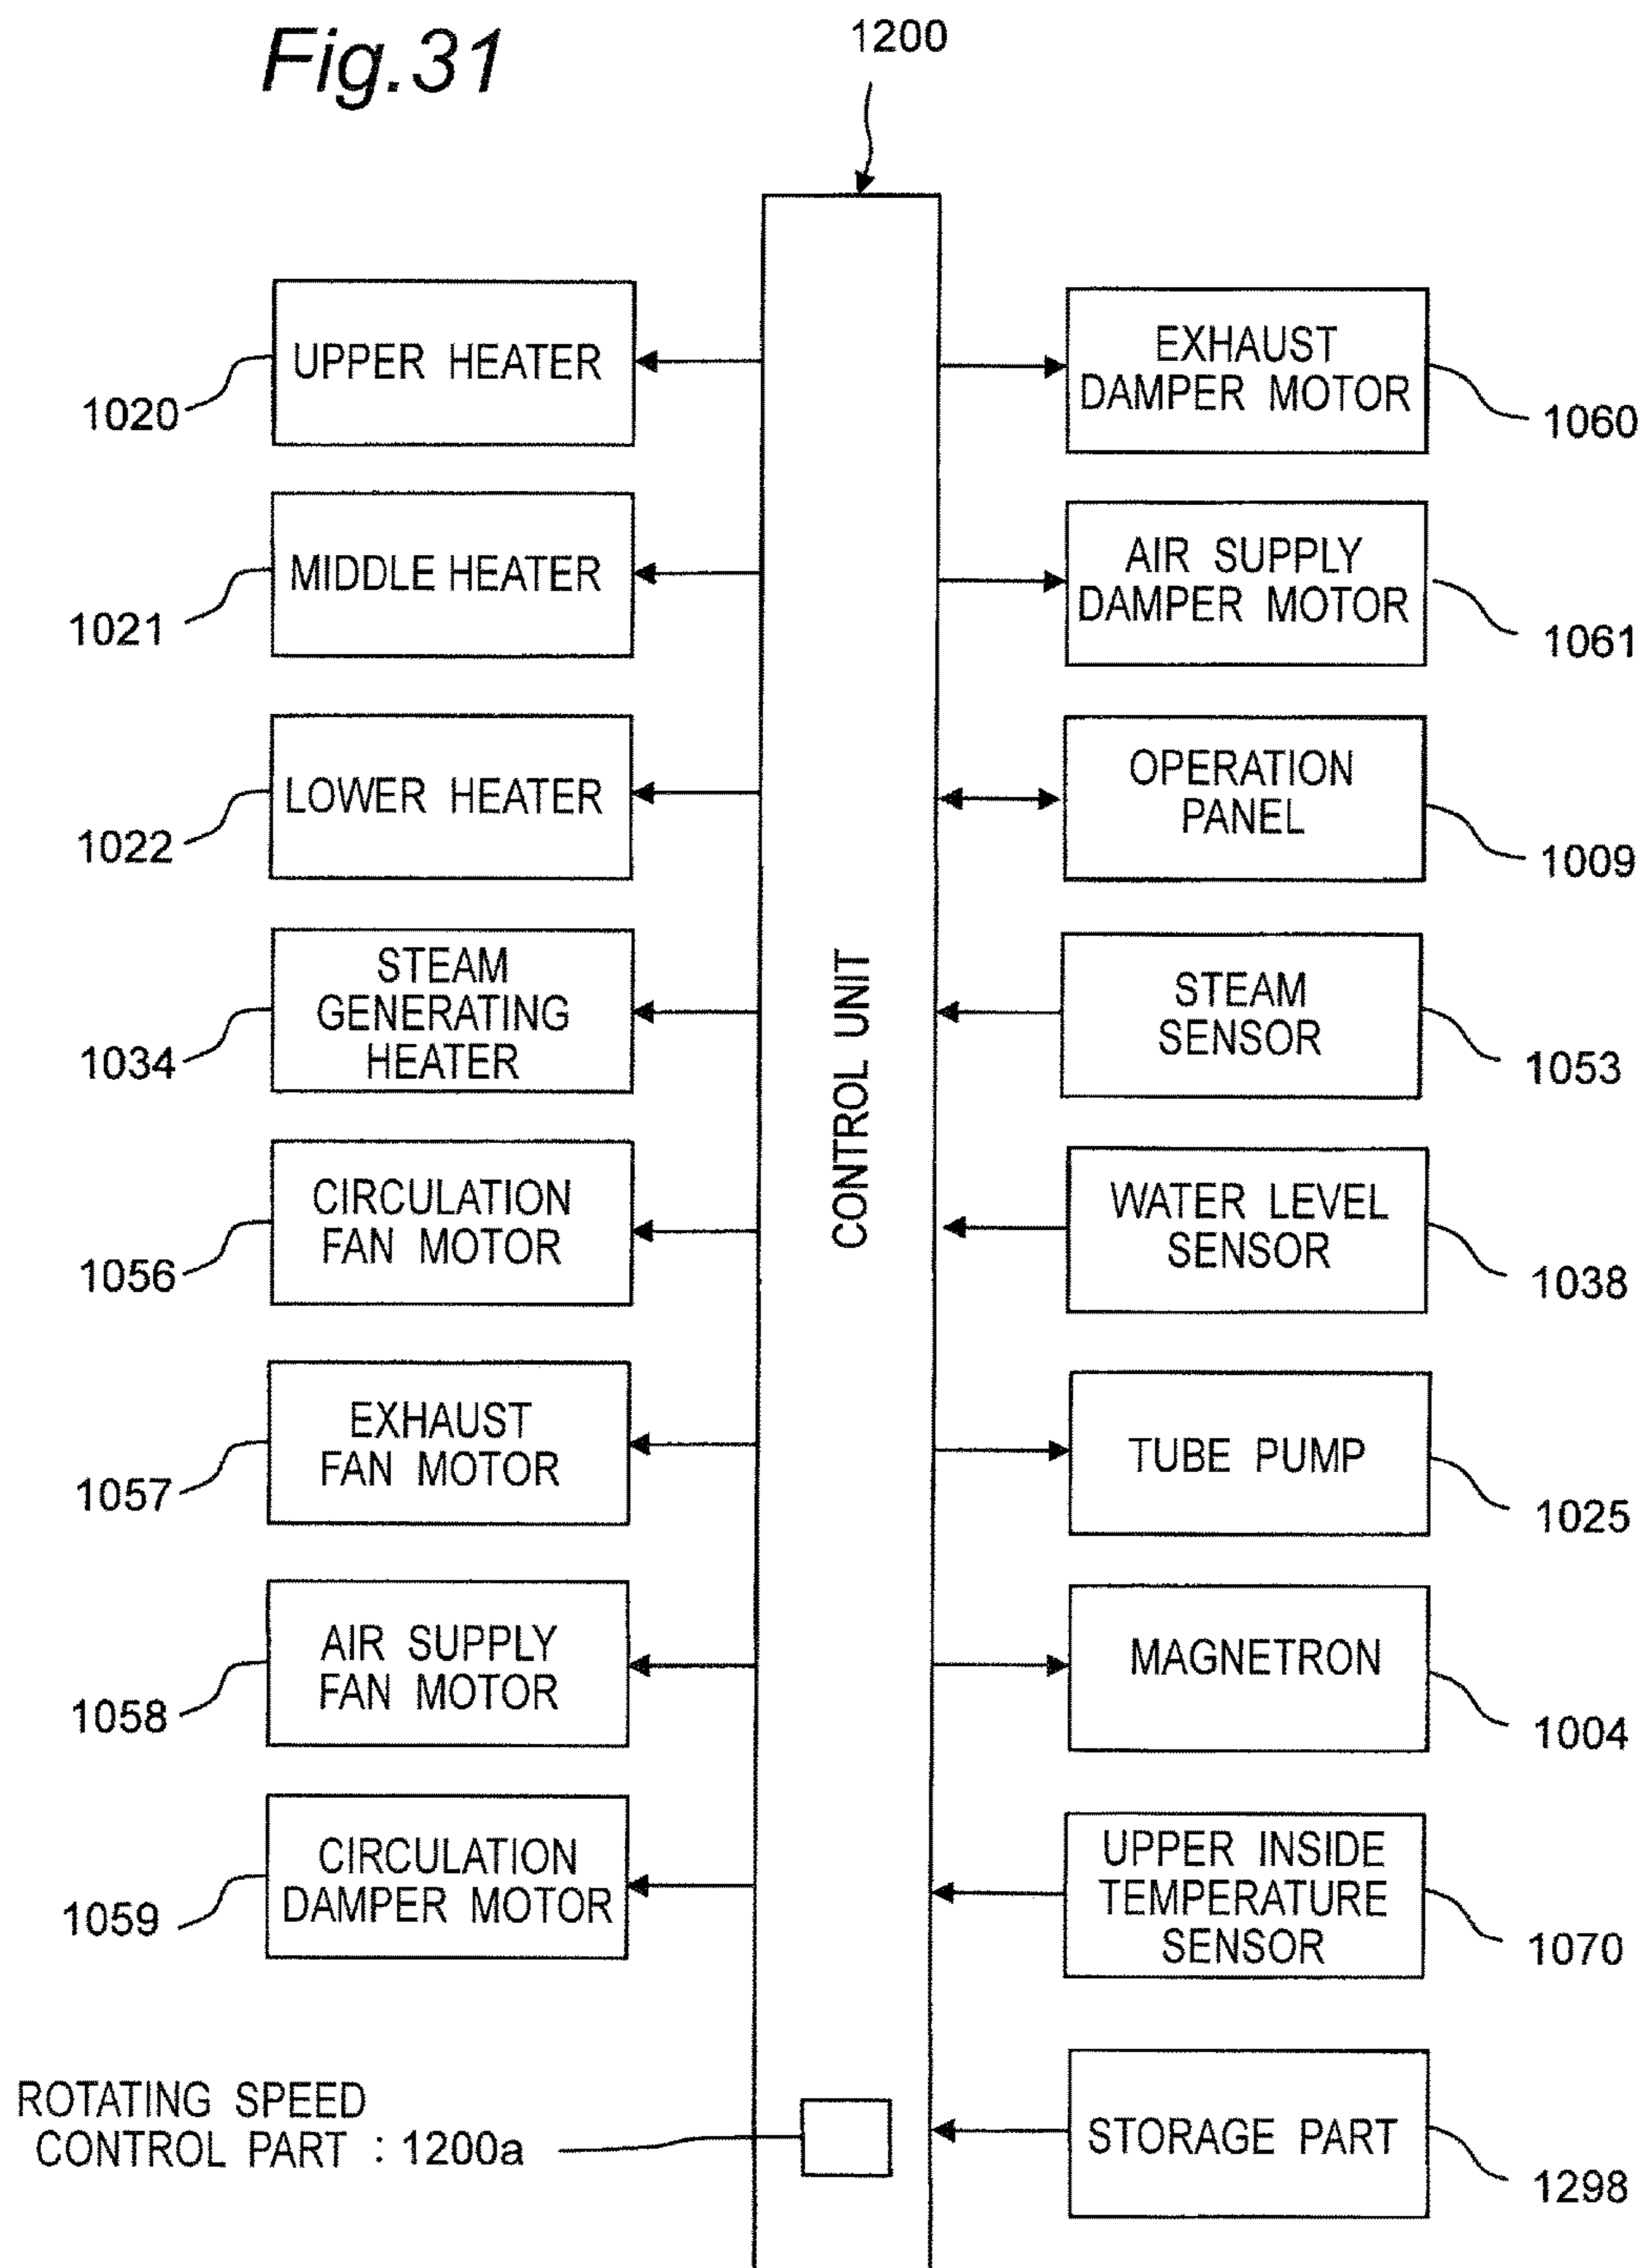 Fig.31
1200
UPPER HEATER
1020
MIDDLE HEATER
1021
LOWER HEATER
1022
STEAM
GENERATING
HEATER
1034
CIRCULATION
FAN MOTOR
1056
EXHAUST
FAN MOTOR
1057
AIR SUPPLY
FAN MOTOR
1058
CIRCULATION
DAMPER MOTOR
1059
ROTATING SPEED
CONTROL PART : 1200a
CONTROL UNIT
EXHAUST
DAMPER MOTOR
1060
AIR SUPPLY
DAMPER MOTOR
1061
OPERATION
PANEL
1009
STEAM
SENSOR
1053
WATER LEVEL
SENSOR
1038
TUBE PUMP
1025
MAGNETRON
1004
UPPER INSIDE
TEMPERATURE
SENSOR
1070
STORAGE PART
1298